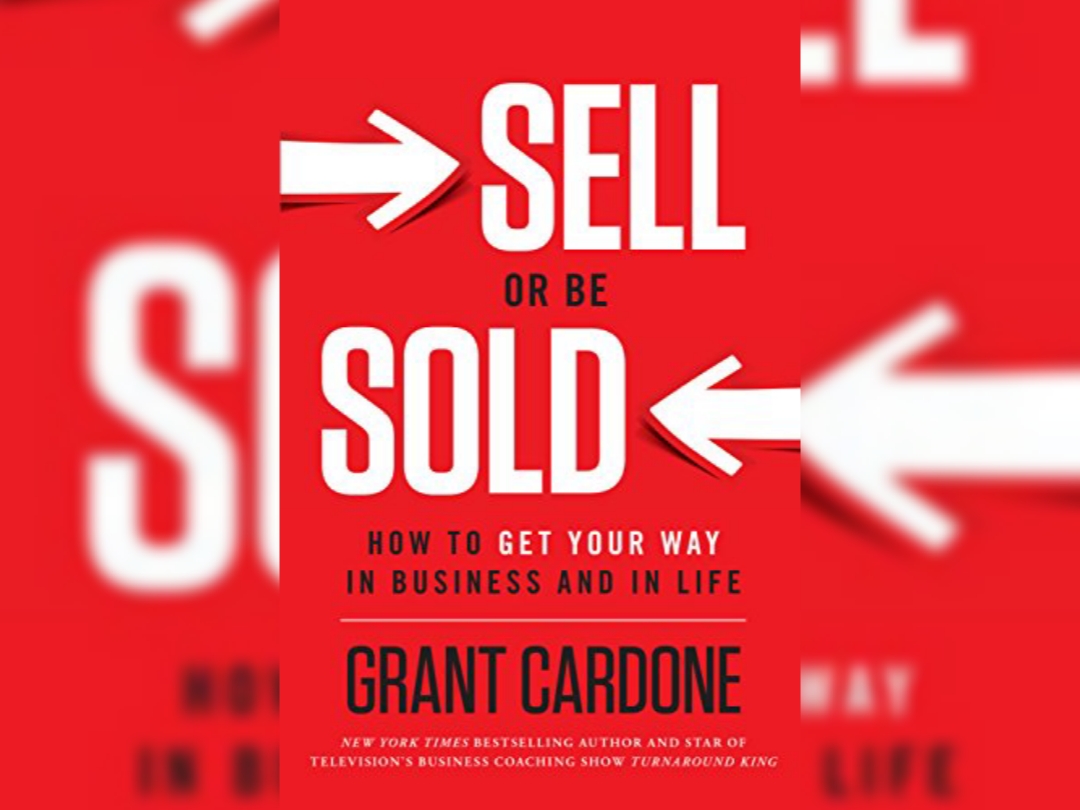 SELL
OR BE
SOLD
HOW TO GET YOUR WAY
IN BUSINESS AND IN LIFE
GRANT CARDONE
NEW YORK TIMES BESTSELLING AUTHOR AND STAR OF
TELEVISION'S BUSINESS COACHING SHOW TURNAROUND KING